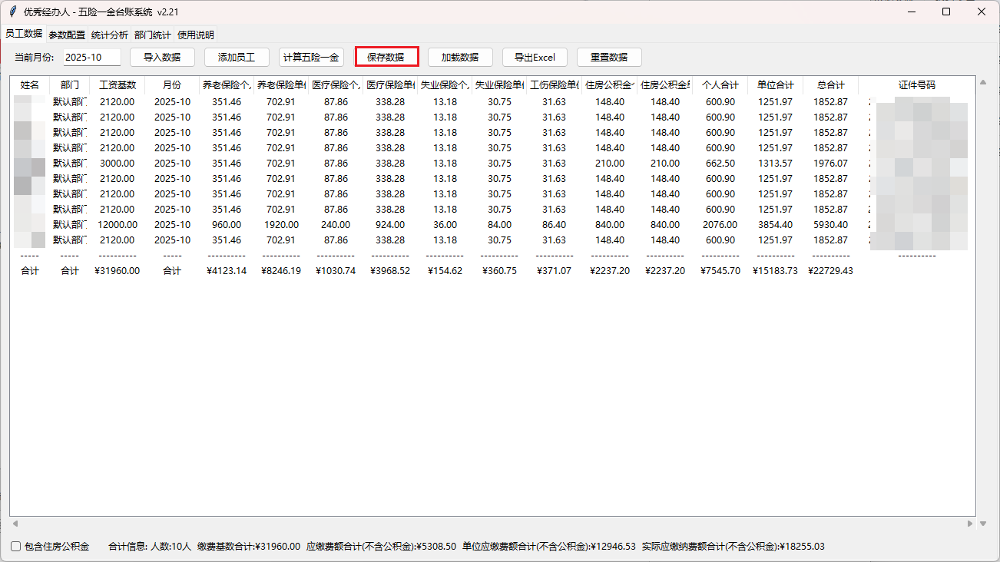 优秀经办人 - 五险一金台账系统 v2.21
员工数据 参数配置 统计分析 部门统计 使用说明
当前月份: 2025-10 导入数据 添加员工 计算五险一金 保存数据 加载数据 导出Excel 重置数据
姓名 部门 工资基数 月份 养老保险个 养老保险单 医疗保险个 医疗保险单 失业保险个 失业保险单 工伤保险单 住房公积金 住房公积金 个人合计 单位合计 总合计 证件号码
默认部门 2120.00 2025-10 351.46 702.91 87.86 338.28 13.18 30.75 31.63 148.40 148.40 600.90 1251.97 1852.87
默认部门 2120.00 2025-10 351.46 702.91 87.86 338.28 13.18 30.75 31.63 148.40 148.40 600.90 1251.97 1852.87
默认部门 2120.00 2025-10 351.46 702.91 87.86 338.28 13.18 30.75 31.63 148.40 148.40 600.90 1251.97 1852.87
默认部门 2120.00 2025-10 351.46 702.91 87.86 338.28 13.18 30.75 31.63 148.40 148.40 600.90 1251.97 1852.87
默认部门 3000.00 2025-10 351.46 702.91 87.86 338.28 13.18 30.75 31.63 210.00 210.00 662.50 1313.57 1976.07
默认部门 2120.00 2025-10 351.46 702.91 87.86 338.28 13.18 30.75 31.63 148.40 148.40 600.90 1251.97 1852.87
默认部门 2120.00 2025-10 351.46 702.91 87.86 338.28 13.18 30.75 31.63 148.40 148.40 600.90 1251.97 1852.87
默认部门 2120.00 2025-10 351.46 702.91 87.86 338.28 13.18 30.75 31.63 148.40 148.40 600.90 1251.97 1852.87
默认部门 12000.00 2025-10 960.00 1920.00 240.00 924.00 36.00 84.00 86.40 840.00 840.00 2076.00 3854.40 5930.40
默认部门 2120.00 2025-10 351.46 702.91 87.86 338.28 13.18 30.75 31.63 148.40 148.40 600.90 1251.97 1852.87
----- ----- ---------- ----- ---------- ---------- ---------- ---------- ---------- ---------- ---------- ---------- ---------- ---------- ---------- ---------- ----------
合计 合计 ¥31960.00 合计 ¥4123.14 ¥8246.19 ¥1030.74 ¥3968.52 ¥154.62 ¥360.75 ¥371.07 ¥2237.20 ¥2237.20 ¥7545.70 ¥15183.73 ¥22729.43
包含住房公积金 合计信息: 人数:10人 缴费基数合计:¥31960.00 应缴费额合计(不含公积金):¥5308.50 单位应缴费额合计(不含公积金):¥12946.53 实际应缴纳费额合计(不含公积金):¥18255.03